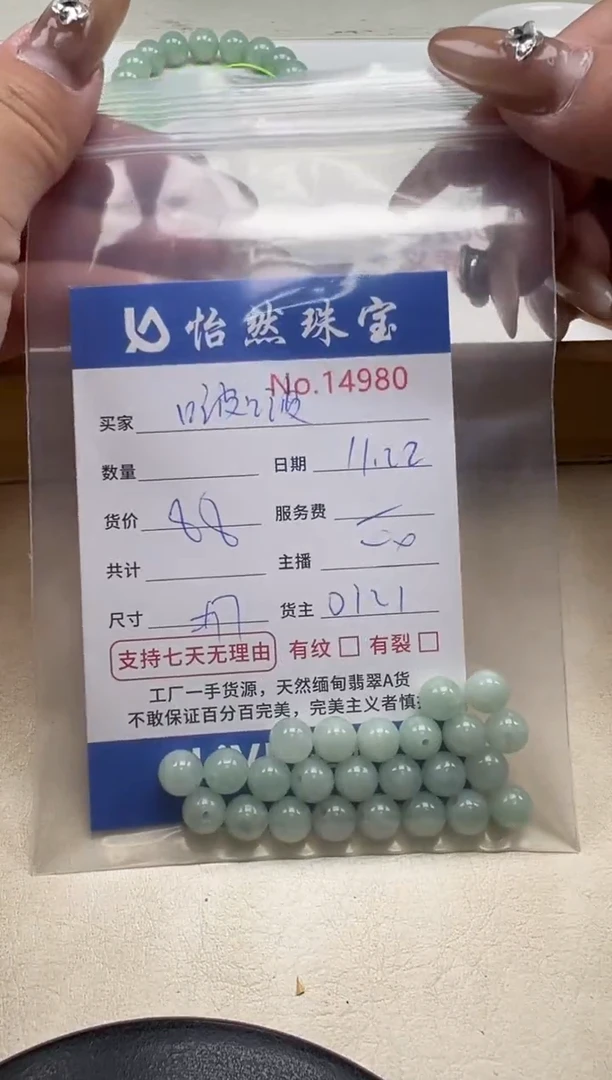 怡然珠宝
No.14980
买家
数量 日期 11.22
货价 88 服务费
共计 主播
尺寸 货主 0121
支持七天无理由 有纹 有裂
工厂一手货源，天然缅甸翡翠A货
不敢保证百分百完美，完美主义者慎